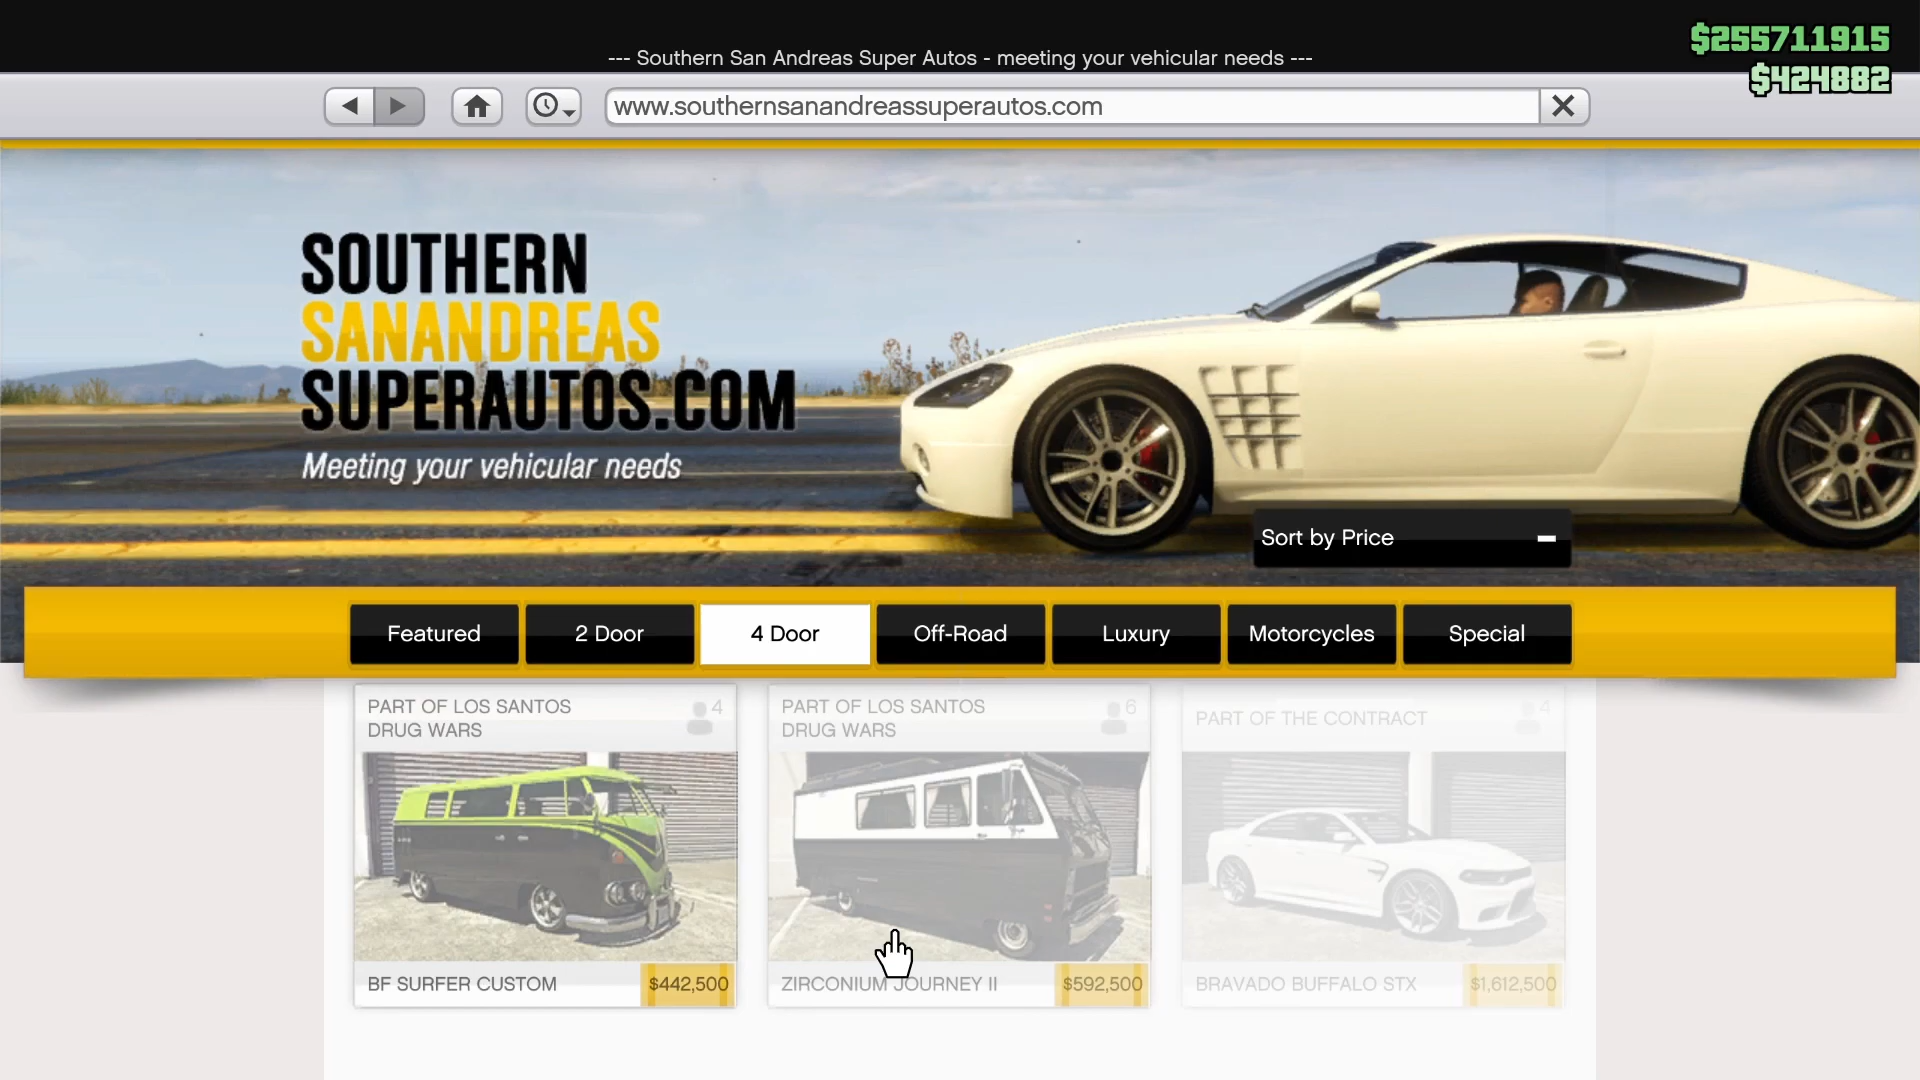 $255711915
--- Southern San Andreas Super Autos - meeting your vehicular needs ---
$424882
www.southernsanandreassuperautos.com
SOUTHERN
SANANDREAS
SUPERAUTOS.COM
Meeting your vehicular needs
Sort by Price
Featured
2 Door
4 Door
Off-Road
Luxury
Motorcycles
Special
PART OF LOS SANTOS
DRUG WARS
4
PART OF LOS SANTOS
DRUG WARS
6
PART OF THE CONTRACT
4
BF SURFER CUSTOM
$442,500
ZIRCONIUM JOURNEY II
$592,500
BRAVADO BUFFALO STX
$1,612,500